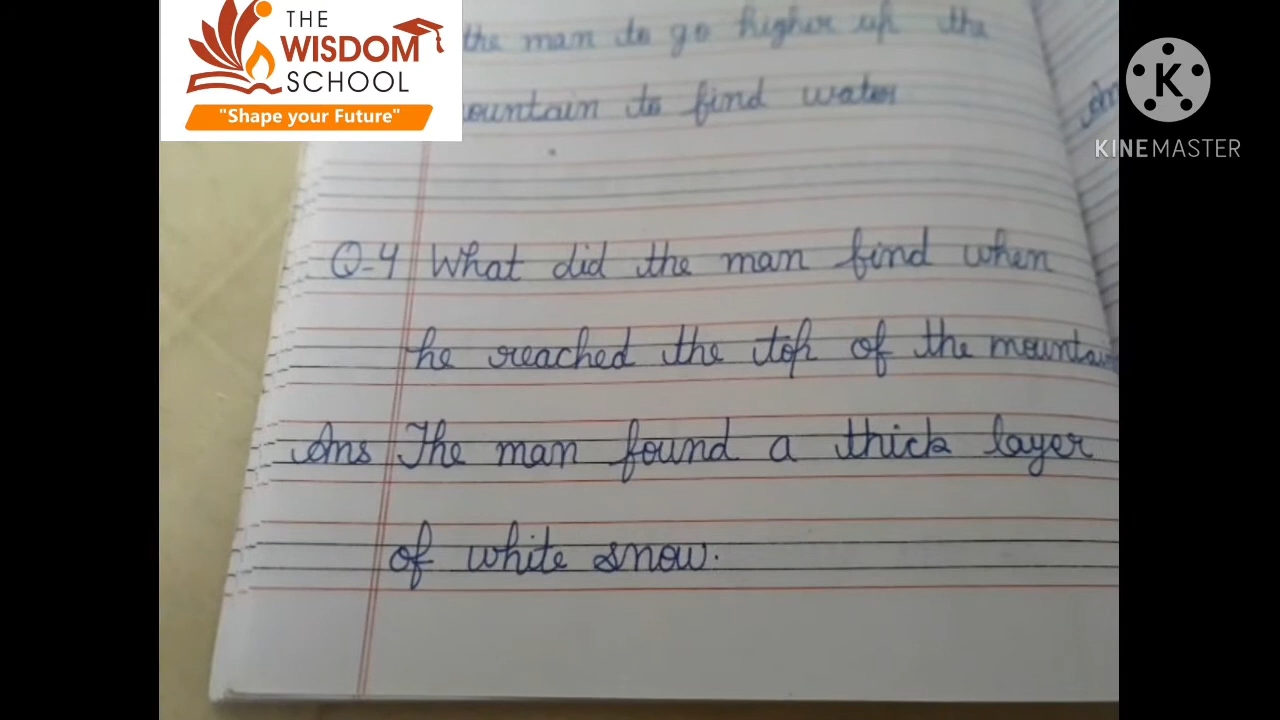 THE
WISDOM
SCHOOL
"Shape your Future"
KINEMASTER
the man to go higher up the
ountain to find water
Q-4 What did the man find when
he reached the top of the mountain
Ans The man found a thick layer
of white snow.